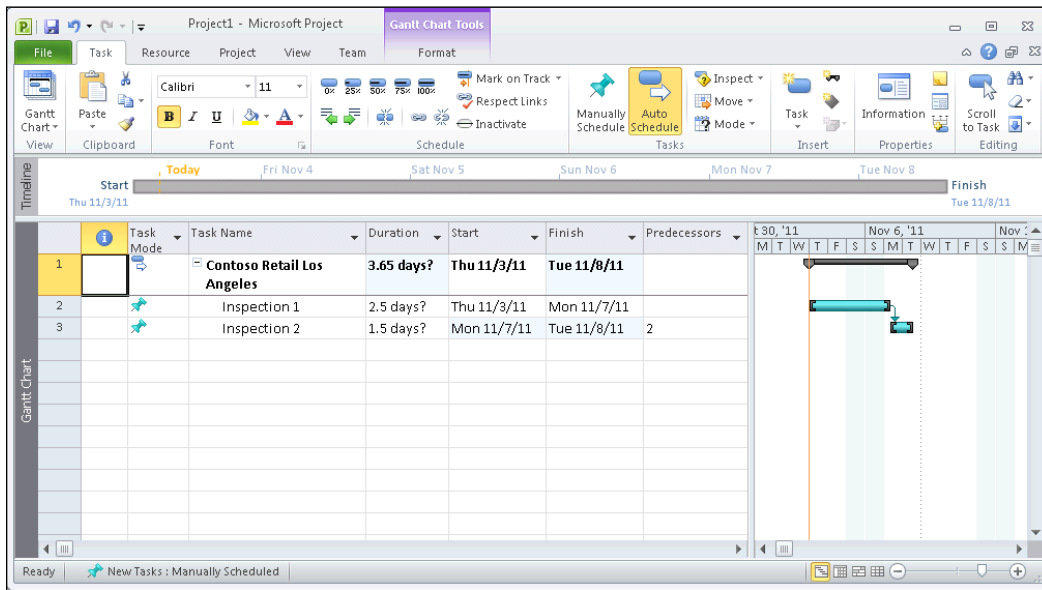 Project1 - Microsoft Project
Gantt Chart Tools
File Task Resource Project View Team Format
Gantt Chart
View
Paste
Clipboard
Calibri 11
B I U A
Font
0% 25% 50% 75% 100%
Mark on Track
Respect Links
Inactivate
Schedule
Manually Schedule
Auto Schedule
Inspect
Move
Mode
Tasks
Task
Insert
Information
Properties
Scroll to Task
Editing
Timeline
Today Fri Nov 4 Sat Nov 5 Sun Nov 6 Mon Nov 7 Tue Nov 8
Start Finish
Thu 11/3/11 Tue 11/8/11
Task Mode Task Name Duration Start Finish Predecessors
t 30, '11 Nov 6, '11 Nov
M T W T F S S M T W T F S S M
1 Contoso Retail Los Angeles 3.65 days? Thu 11/3/11 Tue 11/8/11
2 Inspection 1 2.5 days? Thu 11/3/11 Mon 11/7/11
3 Inspection 2 1.5 days? Mon 11/7/11 Tue 11/8/11 2
Gantt Chart
Ready New Tasks : Manually Scheduled